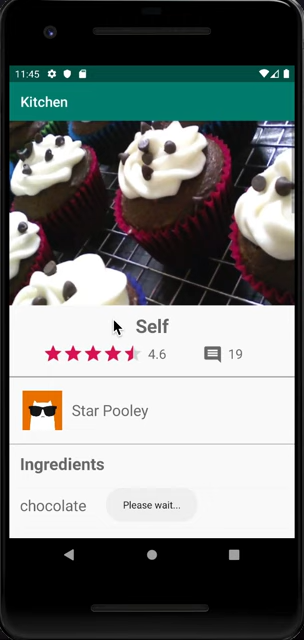 11:45
Kitchen
Self
4.6 19
Star Pooley
Ingredients
chocolate Please wait...